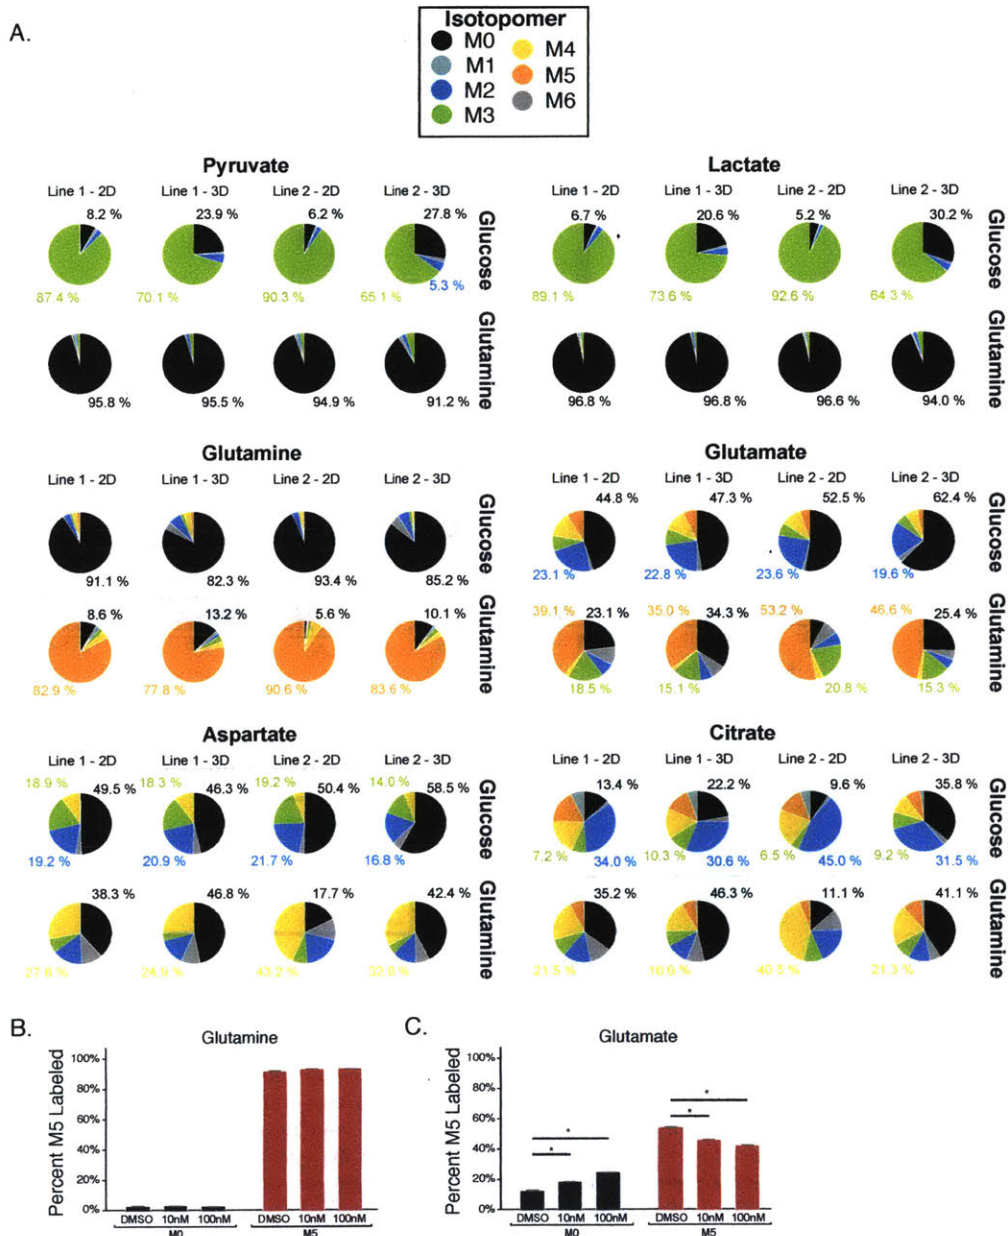 A.
Isotopomer
M0 M4
M1 M5
M2 M6
M3
Pyruvate
Line 1 - 2D Line 1 - 3D Line 2 - 2D Line 2 - 3D
8.2 % 23.9 % 6.2 % 27.8 %
Glucose
5.3 %
87.4 % 70.1 % 90.3 % 65.1 %
Glutamine
95.8 % 95.5 % 94.9 % 91.2 %
Lactate
Line 1 - 2D Line 1 - 3D Line 2 - 2D Line 2 - 3D
6.7 % 20.6 % 5.2 % 30.2 %
Glucose
89.1 % 73.6 % 92.6 % 64.3 %
Glutamine
96.8 % 96.8 % 96.6 % 94.0 %
Glutamine
Line 1 - 2D Line 1 - 3D Line 2 - 2D Line 2 - 3D
Glucose
91.1 % 82.3 % 93.4 % 85.2 %
8.6 % 13.2 % 5.6 % 10.1 %
Glutamine
82.9 % 77.8 % 90.6 % 83.6 %
Glutamate
Line 1 - 2D Line 1 - 3D Line 2 - 2D Line 2 - 3D
44.8 % 47.3 % 52.5 % 62.4 %
Glucose
23.1 % 22.8 % 23.6 % 19.6 %
39.1 % 23.1 % 35.0 % 34.3 % 53.2 % 46.6 % 25.4 %
Glutamine
18.5 % 15.1 % 20.8 % 15.3 %
Aspartate
Line 1 - 2D Line 1 - 3D Line 2 - 2D Line 2 - 3D
18.9 % 18.3 % 19.2 % 14.0 %
49.5 % 46.3 % 50.4 % 58.5 %
Glucose
19.2 % 20.9 % 21.7 % 16.8 %
38.3 % 46.8 % 17.7 % 42.4 %
Glutamine
24.9 % 43.2 %
Citrate
Line 1 - 2D Line 1 - 3D Line 2 - 2D Line 2 - 3D
13.4 % 22.2 % 9.6 % 35.8 %
Glucose
7.2 % 10.3 % 6.5 % 9.2 %
34.0 % 30.6 % 45.0 % 31.5 %
35.2 % 46.3 % 11.1 % 41.1 %
Glutamine
21.5 % 40.5 % 21.3 %
B.
Glutamine
Percent M5 Labeled
100%
80%
60%
40%
20%
0%
DMSO 10nM 100nM DMSO 10nM 100nM
M0 M5
C.
Glutamate
Percent M5 Labeled
100%
80%
60%
40%
20%
0%
* * * *
DMSO 10nM 100nM DMSO 10nM 100nM
M0 M5